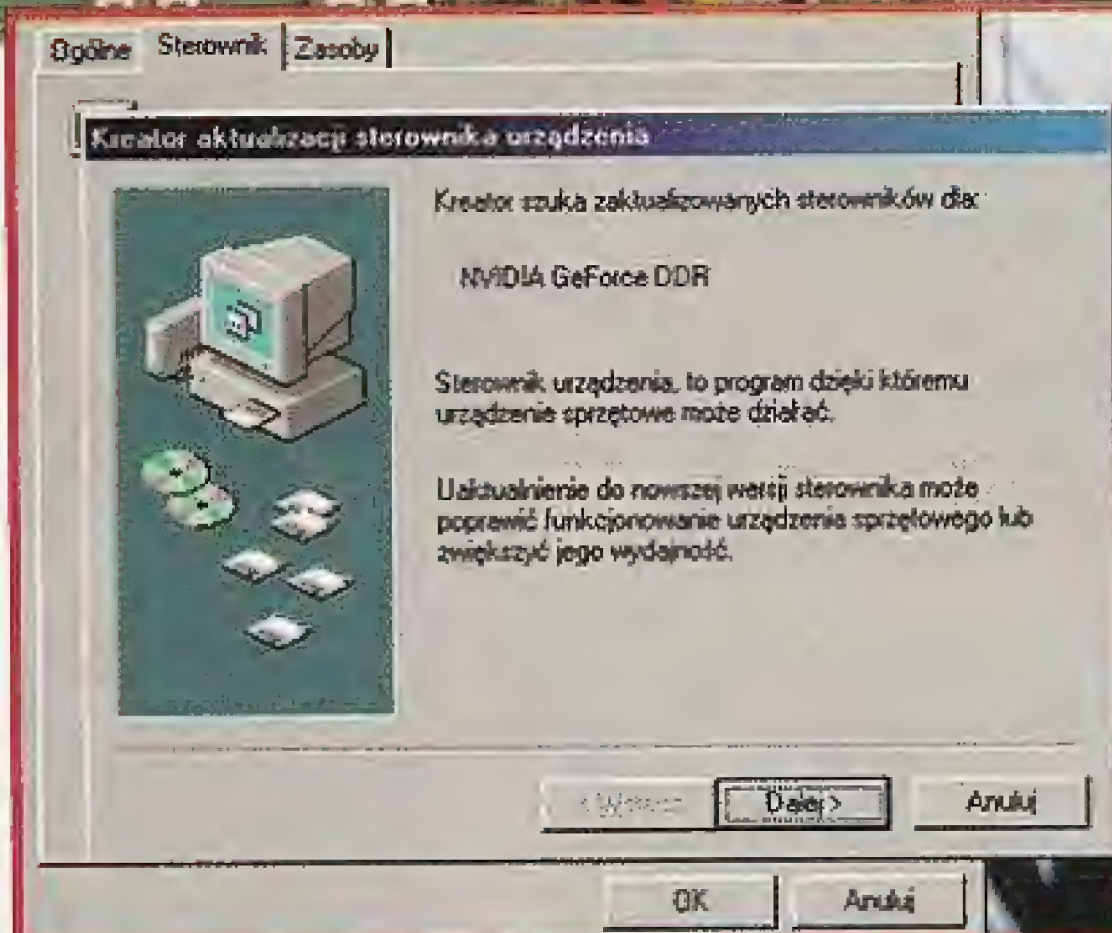 Ogólne Sterownik Zasoby
Kreator aktualizacji sterownika urządzenia
Kreator szuka zaktualizowanych sterowników dla:
NVIDIA GeForce DDR
Sterownik urządzenia, to program dzięki któremu
urządzenie sprzętowe może działać.
Uaktualnienie do nowszej wersji sterownika może
poprawić funkcjonowanie urządzenia sprzętowego lub
zwiększyć jego wydajność.
Dalej > Anuluj
OK Anuluj